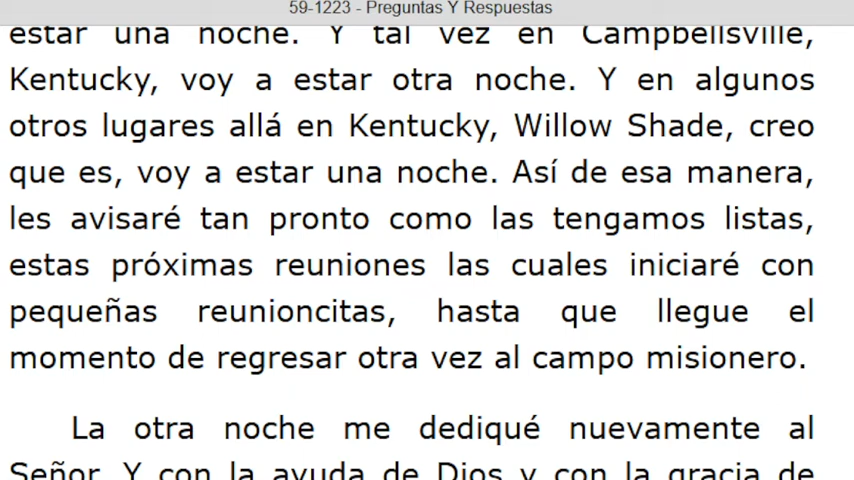 59-1223 - Preguntas Y Respuestas
estar una noche. Y tal vez en Campbellsville,
Kentucky, voy a estar otra noche. Y en algunos
otros lugares allá en Kentucky, Willow Shade, creo
que es, voy a estar una noche. Así de esa manera,
les avisaré tan pronto como las tengamos listas,
estas próximas reuniones las cuales iniciaré con
pequeñas reunioncitas, hasta que llegue el
momento de regresar otra vez al campo misionero.
La otra noche me dediqué nuevamente al
Señor. Y con la ayuda de Dios y con la gracia de